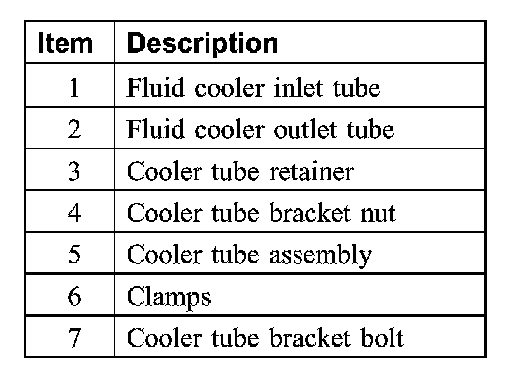 Item Description
1 Fluid cooler inlet tube
2 Fluid cooler outlet tube
3 Cooler tube retainer
4 Cooler tube bracket nut
5 Cooler tube assembly
6 Clamps
7 Cooler tube bracket bolt